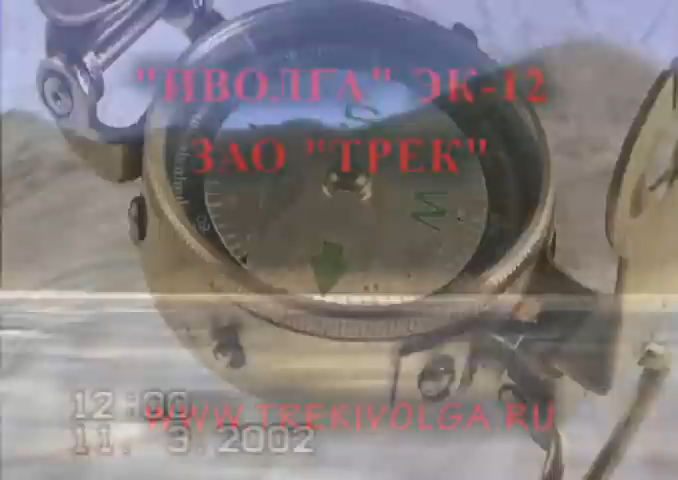 "ИВОЛГА" ЭК-12
ЗАО "ТРЕК"
W
12:00
WWW.TREKIVOLGA.RU
11. 3.2002